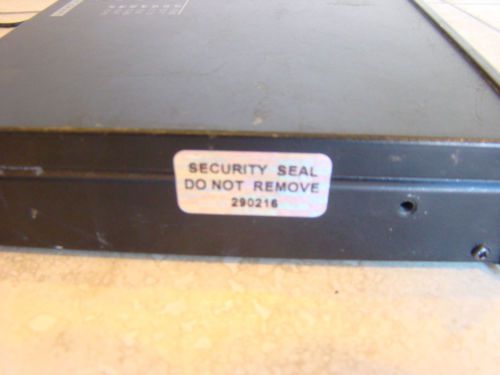 SECURITY SEAL
DO NOT REMOVE
290216